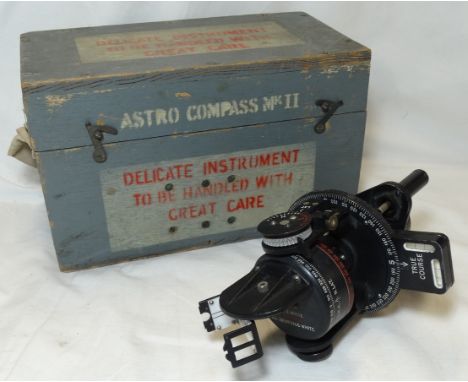 DELICATE INSTRUMENT
TO BE HANDLED WITH
GREAT CARE
ASTRO COMPASS MK II
DELICATE INSTRUMENT
TO BE HANDLED WITH
GREAT CARE
TRUE
COURSE